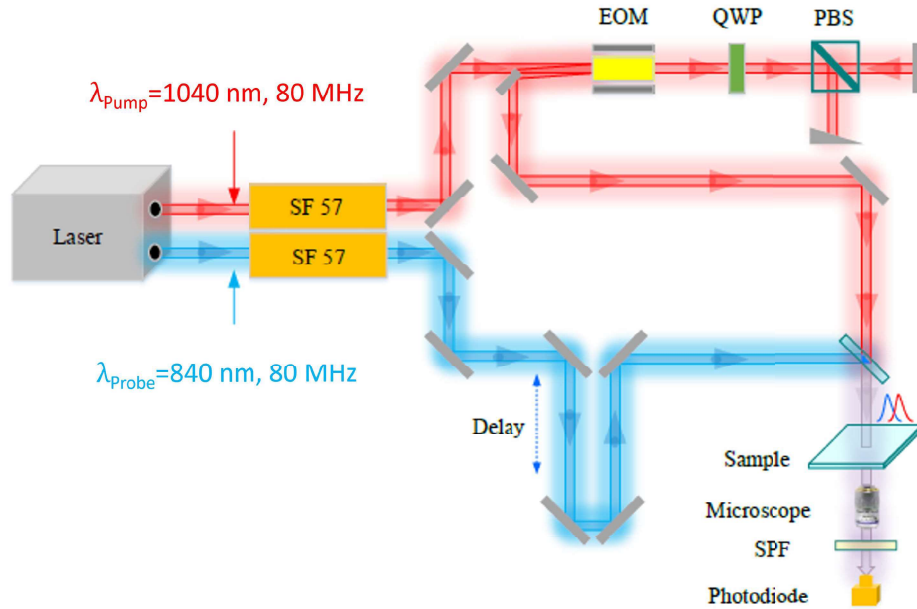 EOM
QWP
PBS
λPump=1040 nm, 80 MHz
SF 57
Laser
SF 57
λProbe=840 nm, 80 MHz
Delay
Sample
Microscope
SPF
Photodiode